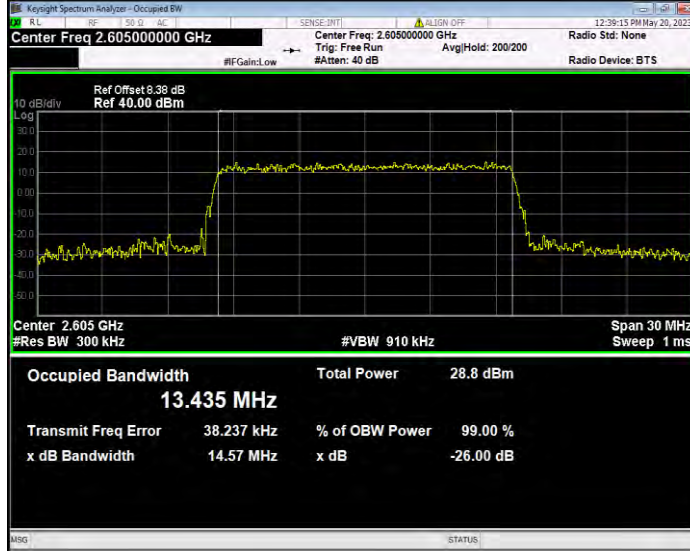 Keysight Spectrum Analyzer - Occupied BW
RL RF 50 Ω AC SENSE:INT ALIGN OFF 12:39:15 PM May 20, 2023
Center Freq 2.605000000 GHz
Center Freq: 2.605000000 GHz
Radio Std: None
Trig: Free Run Avg|Hold: 200/200
#IFGain:Low #Atten: 40 dB Radio Device: BTS
Ref Offset 8.38 dB
10 dB/div Ref 40.00 dBm
Log
30.0
20.0
10.0
0.00
-10.0
-20.0
-30.0
-40.0
-50.0
Center 2.605 GHz Span 30 MHz
#Res BW 300 kHz #VBW 910 kHz Sweep 1 ms
Occupied Bandwidth Total Power 28.8 dBm
13.435 MHz
Transmit Freq Error 38.237 kHz % of OBW Power 99.00 %
x dB Bandwidth 14.57 MHz x dB -26.00 dB
MSG STATUS